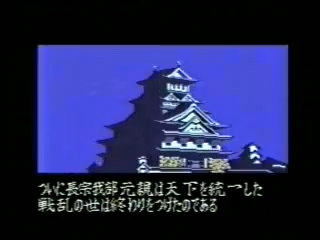 ついに長宗我部元親は天下を統一した
戦乱の世は終わりをつけたのである